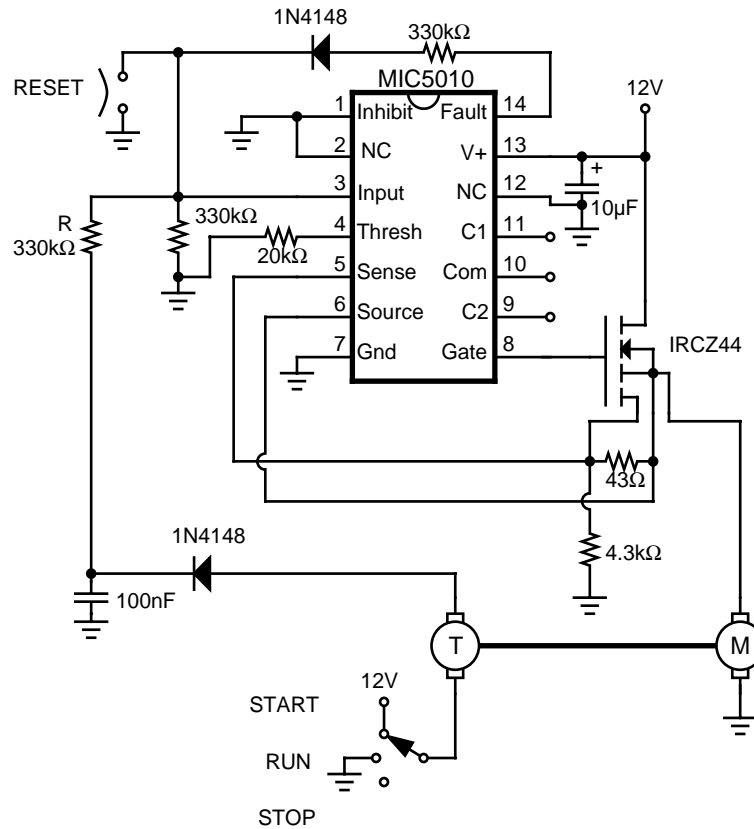 1N4148
330kΩ
RESET
MIC5010
12V
1 Inhibit Fault 14
2 NC V+ 13
3 Input NC 12
4 Thresh C1 11
5 Sense Com 10
6 Source C2 9
7 Gnd Gate 8
+
10µF
R
330kΩ
330kΩ
20kΩ
IRCZ44
43Ω
4.3kΩ
1N4148
100nF
T
M
12V
START
RUN
STOP